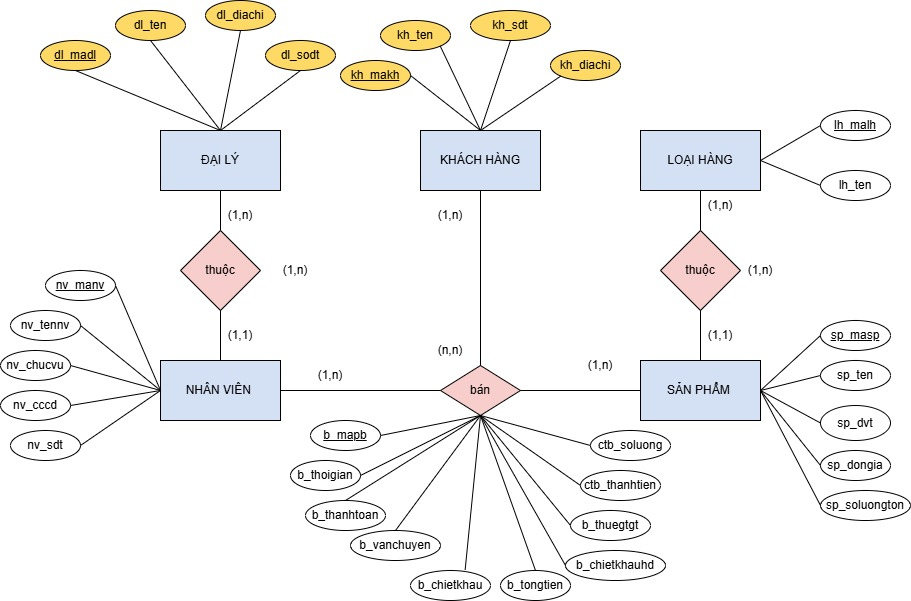 dl_diachi
dl_ten
kh_sdt
kh_ten
dl_madl
dl_sodt
kh_diachi
kh_makh
lh_malh
ĐẠI LÝ
KHÁCH HÀNG
LOẠI HÀNG
lh_ten
(1,n)
(1,n)
(1,n)
thuộc
(1,n)
thuộc
(1,n)
nv_manv
nv_tennv
(1,1)
(1,1)
sp_masp
(n,n)
nv_chucvu
(1,n)
(1,n)
sp_ten
NHÂN VIÊN
bán
SẢN PHẨM
nv_cccd
sp_dvt
b_mapb
nv_sdt
ctb_soluong
sp_dongia
b_thoigian
ctb_thanhtien
sp_soluongton
b_thanhtoan
b_thuegtgt
b_vanchuyen
b_chietkhauhd
b_chietkhau
b_tongtien